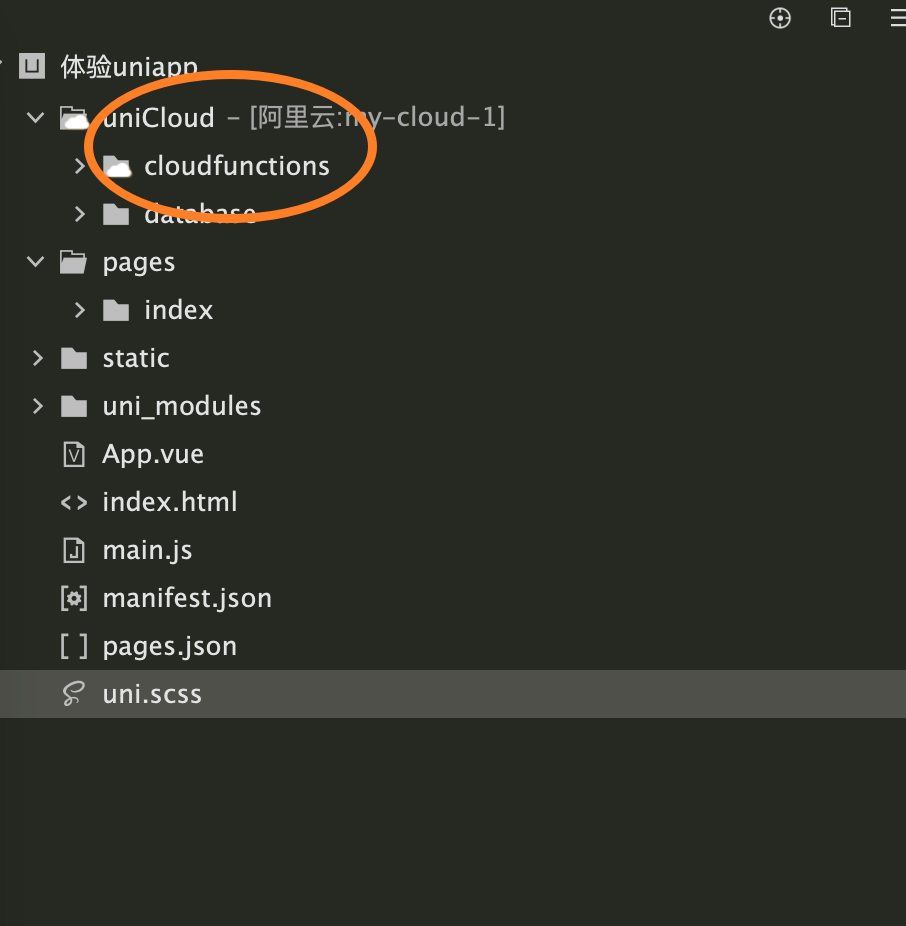 体验uniapp
uniCloud – [阿里云:my-cloud-1]
cloudfunctions
database
pages
index
static
uni_modules
App.vue
index.html
main.js
manifest.json
pages.json
uni.scss